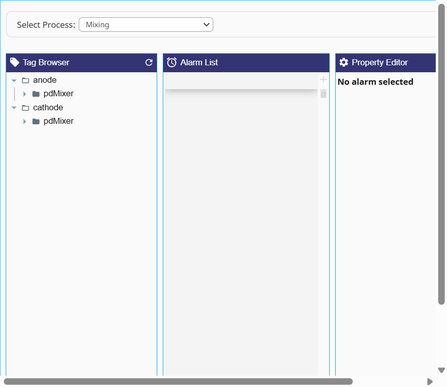 Select Process: Mixing
Tag Browser
anode
pdMixer
cathode
pdMixer
Alarm List
Property Editor
No alarm selected